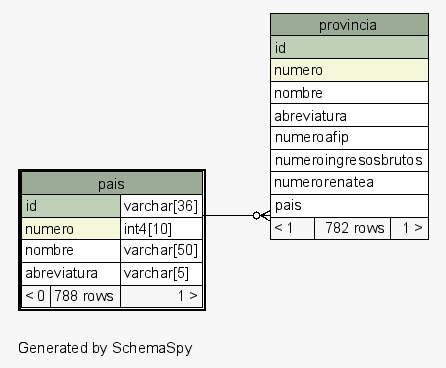 provincia
id
numero
nombre
abreviatura
numeroafip
numeroingresosbrutos
numerorenatea
pais
< 1 782 rows 1 >
pais
id varchar[36]
numero int4[10]
nombre varchar[50]
abreviatura varchar[5]
< 0 788 rows 1 >
Generated by SchemaSpy